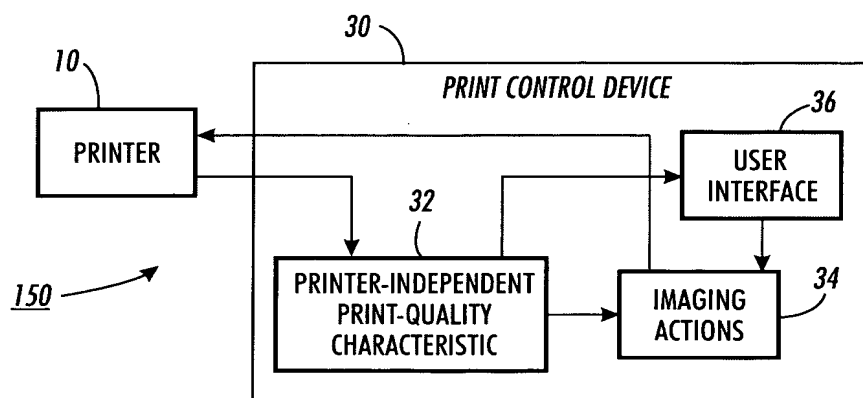 30
PRINT CONTROL DEVICE
10
PRINTER
36
USER
INTERFACE
32
PRINTER-INDEPENDENT
PRINT-QUALITY
CHARACTERISTIC
IMAGING
ACTIONS
34
150